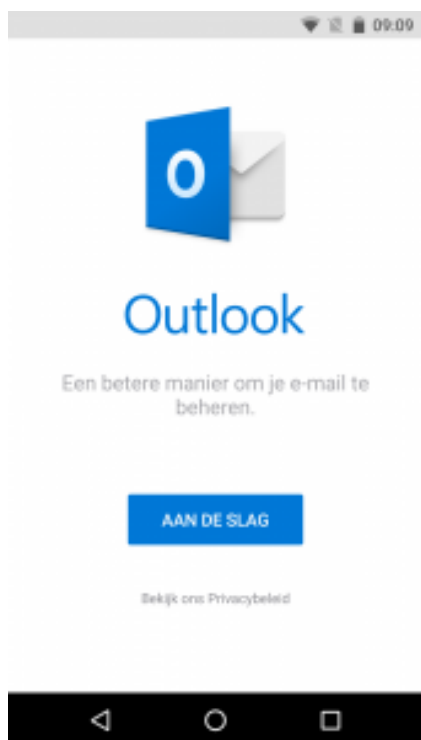 09:09
O
Outlook
Een betere manier om je e-mail te
beheren.
AAN DE SLAG
Bekijk ons Privacybeleid